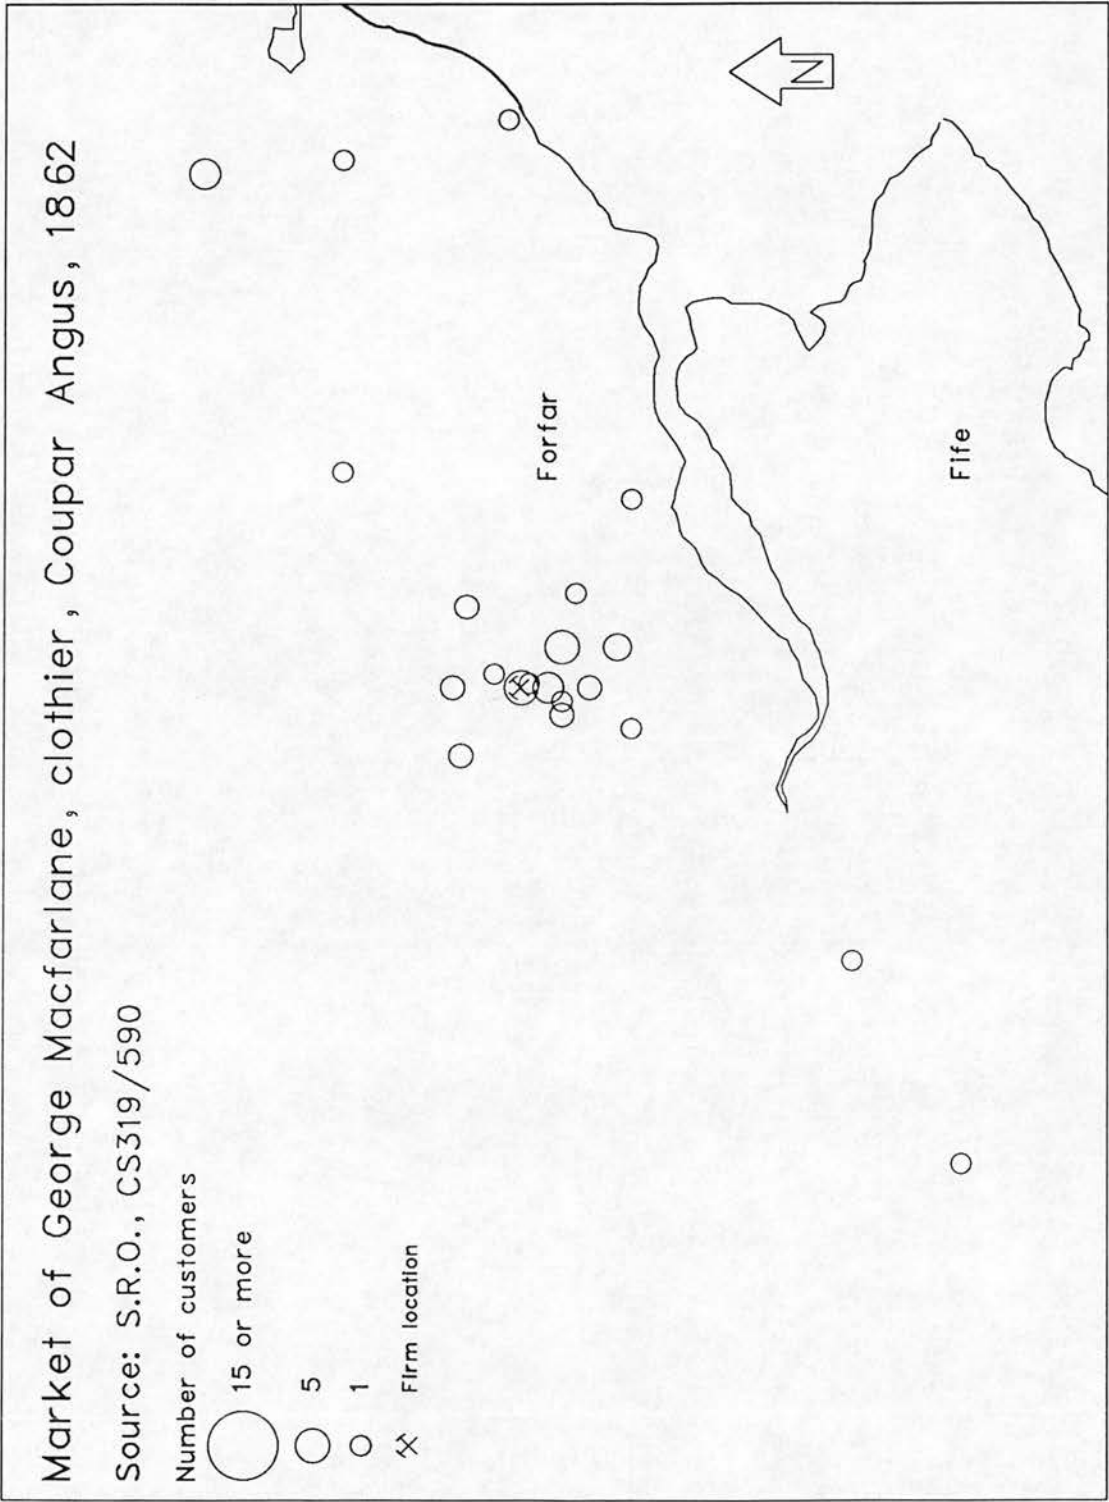 Market of George Macfarlane, clothier, Coupar Angus, 1862
Source: S.R.O., CS319/590
Number of customers
15 or more
5
1
Firm location
Forfar
Fife
N